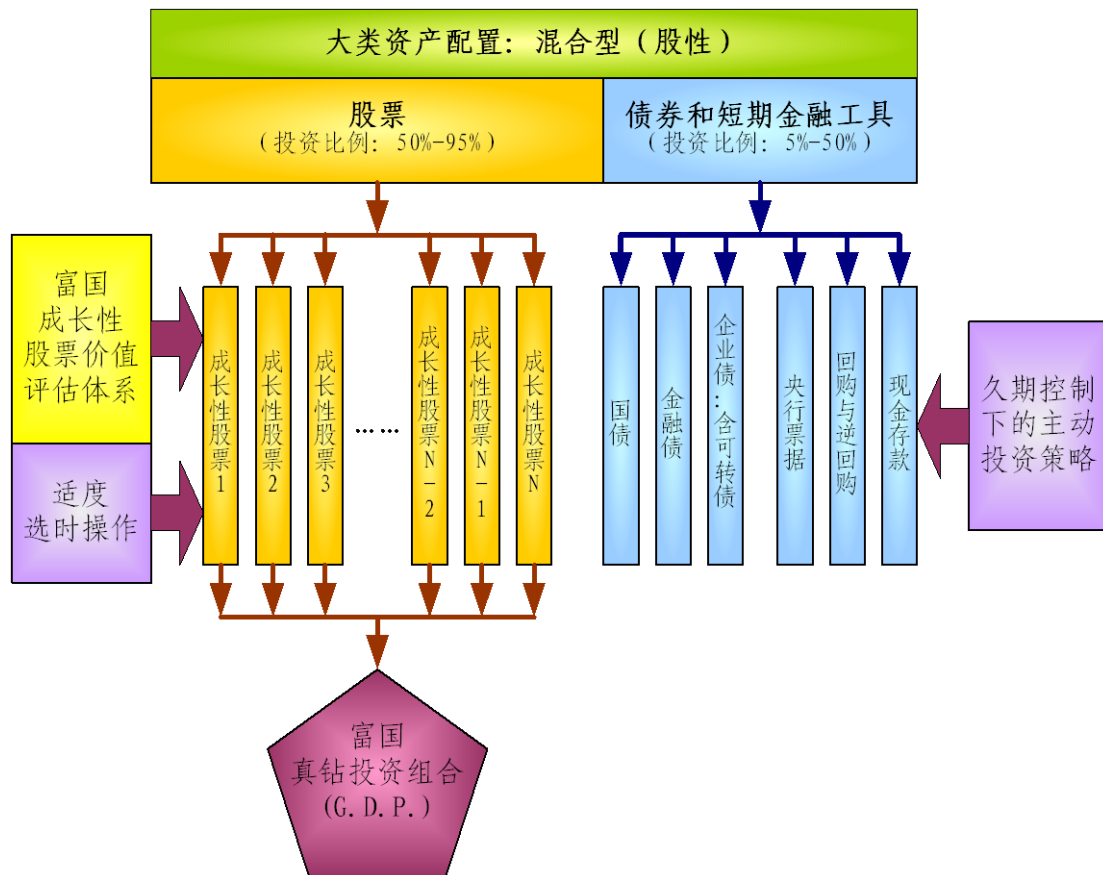 大类资产配置：混合型（股性）
股票
（投资比例：50%-95%）
债券和短期金融工具
（投资比例：5%-50%）
富国
成长性
股票价值
评估体系
适度
选时操作
成长性股票1
成长性股票2
成长性股票3
……
成长性股票N-2
成长性股票N-1
成长性股票N
国债
金融债
企业债：含可转债
央行票据
回购与逆回购
现金存款
久期控制
下的主动
投资策略
富国
真钻投资组合
(G.D.P.)